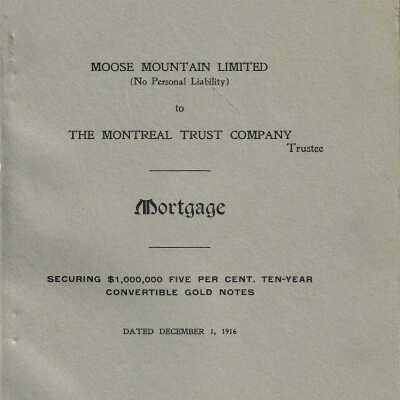 MOOSE MOUNTAIN LIMITED
(No Personal Liability)
to
THE MONTREAL TRUST COMPANY
Trustee
Mortgage
SECURING $1,000,000 FIVE PER CENT. TEN-YEAR
CONVERTIBLE GOLD NOTES
DATED DECEMBER 1, 1916